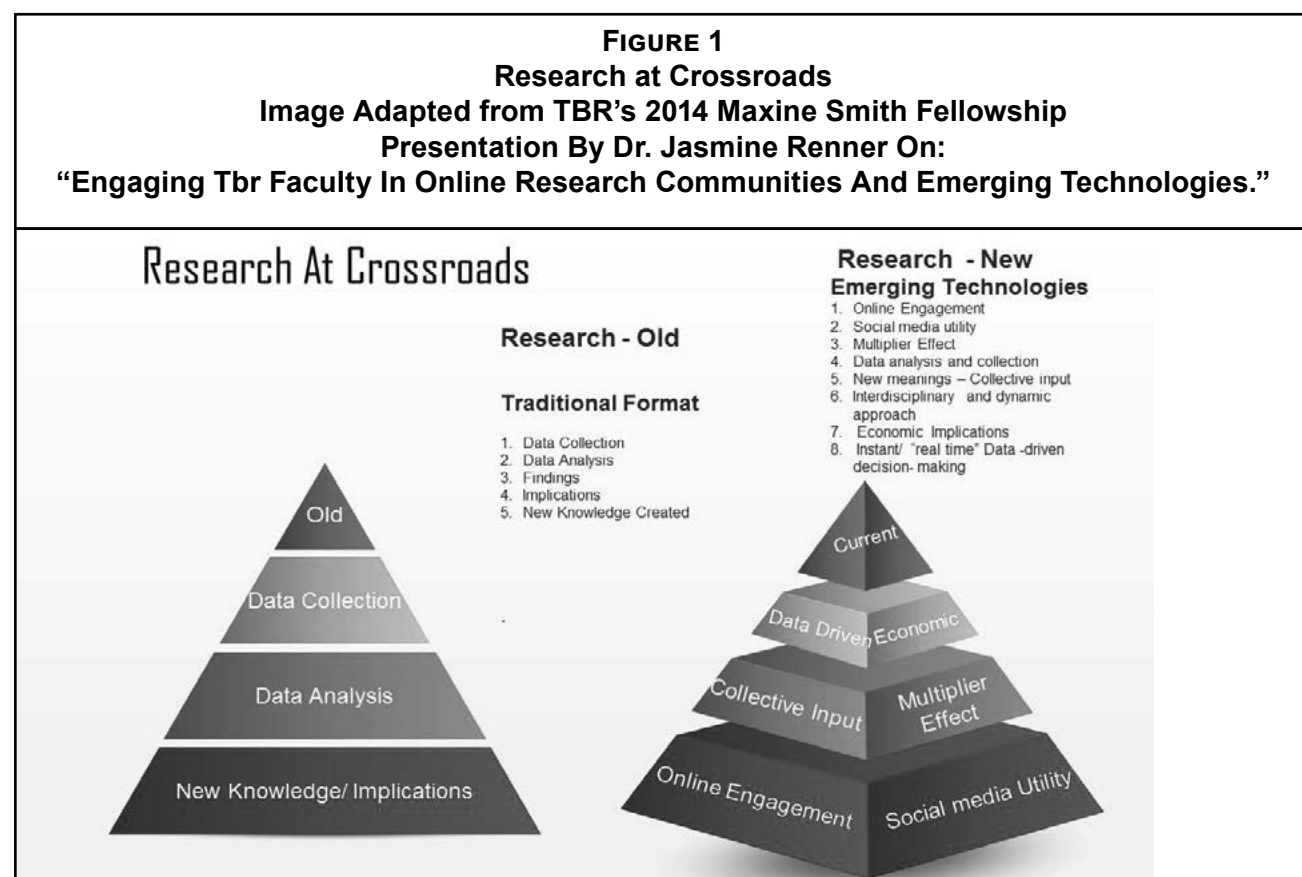 FIGURE 1
Research at Crossroads
Image Adapted from TBR's 2014 Maxine Smith Fellowship
Presentation By Dr. Jasmine Renner On:
“Engaging Tbr Faculty In Online Research Communities And Emerging Technologies.”
Research At Crossroads
Research - Old
Traditional Format
1. Data Collection
2. Data Analysis
3. Findings
4. Implications
5. New Knowledge Created
Research - New
Emerging Technologies
1. Online Engagement
2. Social media utility
3. Multiplier Effect
4. Data analysis and collection
5. New meanings – Collective input
6. Interdisciplinary and dynamic
approach
7. Economic Implications
8. Instant/ "real time" Data -driven
decision- making
Old
Data Collection
Data Analysis
New Knowledge/ Implications
Current
Data Driven
Economic
Collective Input
Multiplier
Effect
Online Engagement
Social media Utility